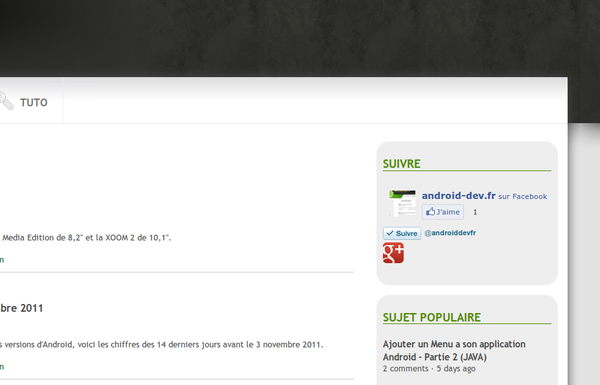 TUTO
Media Edition de 8,2" et la XOOM 2 de 10,1".
bre 2011
s versions d'Android, voici les chiffres des 14 derniers jours avant le 3 novembre 2011.
SUIVRE
android-dev.fr sur Facebook
J'aime 1
Suivre @androiddevfr
g+
SUJET POPULAIRE
Ajouter un Menu a son application
Android - Partie 2 (JAVA)
2 comments · 5 days ago